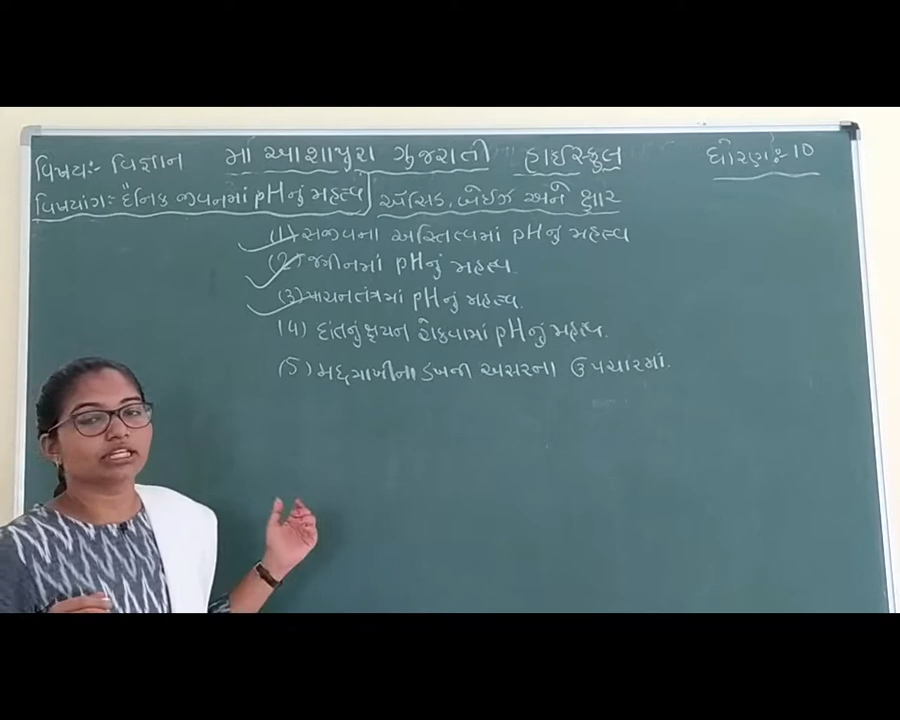 વિષય:- વિજ્ઞાન માં આશાપુરા ગુજરાતી હાઈસ્કુલ ધોરણ:- 10
વિષયાંગ:- દૈનિક જીવનમાં pHનું મહત્વ ઍસિડ, બેઈઝ અને ક્ષાર
(1) સજીવના અસ્તિત્વમાં pHનું મહત્વ
(2) જમીનમાં pHનું મહત્વ.
(3) પાચનતંત્રમાં pHનું મહત્વ.
(4) દાંતનું ક્ષયન રોકવામાં pHનું મહત્વ.
(5) મધમાખીના ડંખની અસરના ઉપચારમાં.